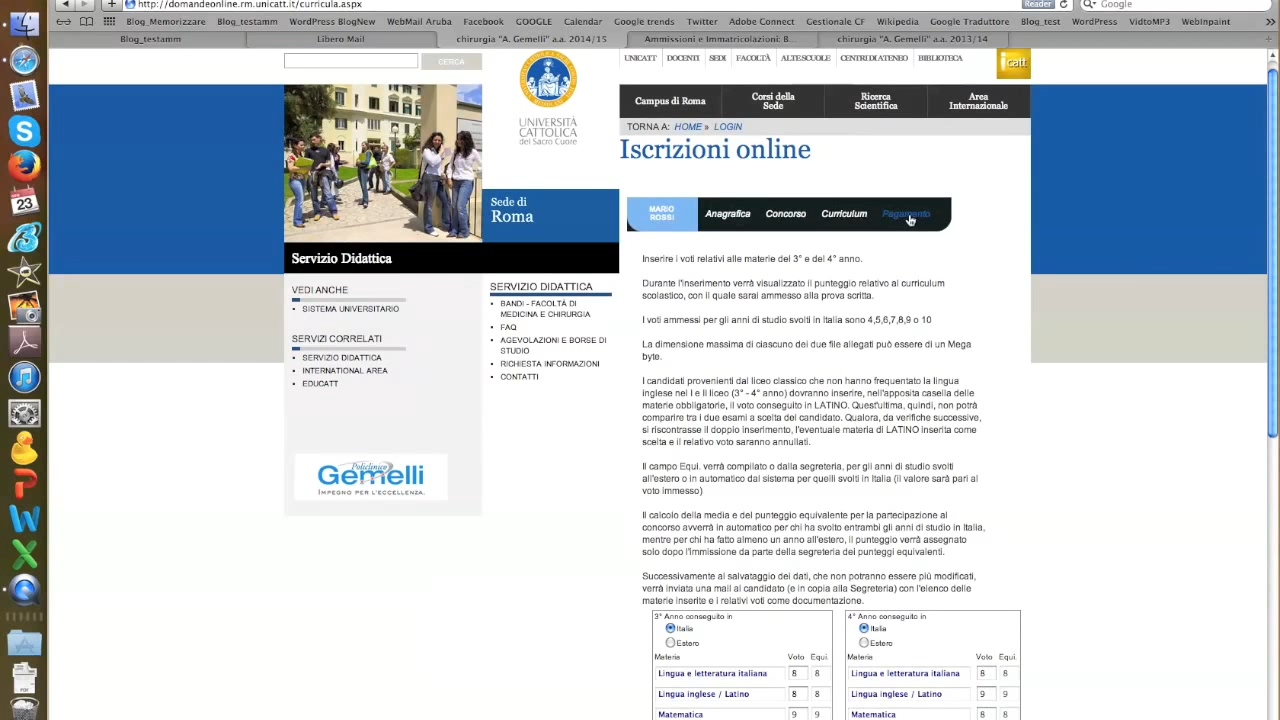 http://domandeonline.rm.unicatt.it/curricula.aspx
Reader
Google
Blog_Memorizzare
Blog_testamm
WordPress BlogNew
WebMail Aruba
Facebook
GOOGLE
Calendar
Google trends
Twitter
Adobe Connect
Gestionale CF
Wikipedia
Google Traduttore
Blog_test
WordPress
VidtoMP3
WebInpaint
Blog_testamm
Libero Mail
chirurgia "A. Gemelli" a.a. 2014/15
Ammissioni e Immatricolazioni: B...
chirurgia "A. Gemelli" a.a. 2013/14
CERCA
UNICATT
DOCENTI
SEDI
FACOLTÀ
ALTE SCUOLE
CENTRI DI ATENEO
BIBLIOTECA
icatt
UNIVERSITÀ
CATTOLICA
del Sacro Cuore
Campus di Roma
Corsi della
Sede
Ricerca
Scientifica
Area
Internazionale
TORNA A: HOME » LOGIN
Iscrizioni online
Sede di
Roma
MARIO
ROSSI
Anagrafica
Concorso
Curriculum
Pagamento
Servizio Didattica
VEDI ANCHE
SISTEMA UNIVERSITARIO
SERVIZI CORRELATI
SERVIZIO DIDATTICA
INTERNATIONAL AREA
EDUCATT
SERVIZIO DIDATTICA
BANDI - FACOLTÀ DI
MEDICINA E CHIRURGIA
FAQ
AGEVOLAZIONI E BORSE DI
STUDIO
RICHIESTA INFORMAZIONI
CONTATTI
Policlinico
Gemelli
IMPEGNO PER L'ECCELLENZA.
23
Inserire i voti relativi alle materie del 3° e del 4° anno.
Durante l'inserimento verrà visualizzato il punteggio relativo al curriculum
scolastico, con il quale sarai ammesso alla prova scritta.
I voti ammessi per gli anni di studio svolti in Italia sono 4,5,6,7,8,9 o 10
La dimensione massima di ciascuno dei due file allegati può essere di un Mega
byte.
I candidati provenienti dal liceo classico che non hanno frequentato la lingua
inglese nel I e II liceo (3° - 4° anno) dovranno inserire, nell'apposita casella delle
materie obbligatorie, il voto conseguito in LATINO. Quest'ultima, quindi, non potrà
comparire tra i due esami a scelta del candidato. Qualora, da verifiche successive,
si riscontrasse il doppio inserimento, l'eventuale materia di LATINO inserita come
scelta e il relativo voto saranno annullati.
Il campo Equi. verrà compilato o dalla segreteria, per gli anni di studio svolti
all'estero o in automatico dal sistema per quelli svolti in Italia (il valore sarà pari al
voto immesso)
Il calcolo della media e del punteggio equivalente per la partecipazione al
concorso avverrà in automatico per chi ha svolto entrambi gli anni di studio in Italia,
mentre per chi ha fatto almeno un anno all'estero, il punteggio verrà assegnato
solo dopo l'immissione da parte della segreteria dei punteggi equivalenti.
Successivamente al salvataggio dei dati, che non potranno essere più modificati,
verrà inviata una mail al candidato (e in copia alla Segreteria) con l'elenco delle
materie inserite e i relativi voti come documentazione.
3° Anno conseguito in
Italia
Estero
Materia Voto Equi.
Lingua e letteratura italiana 8 8
Lingua inglese / Latino 8 8
Matematica 9 9
4° Anno conseguito in
Italia
Estero
Materia Voto Equi.
Lingua e letteratura italiana 8 8
Lingua inglese / Latino 9 9
Matematica 8 8